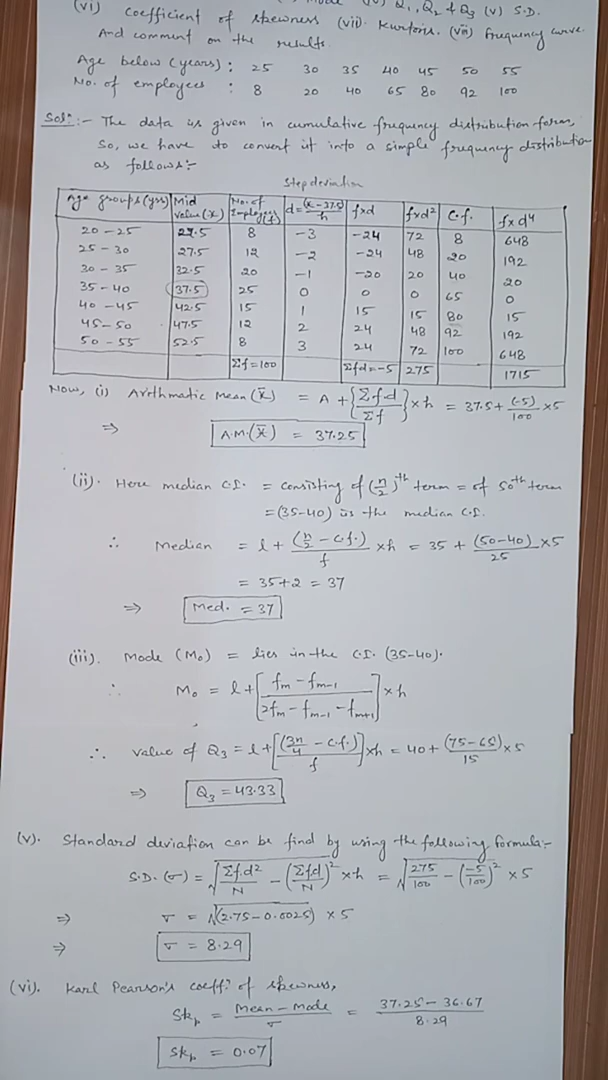 (vi) Coefficient of skewness (vii). Kurtosis. (viii) frequency curve.
And comment on the results.
Age below (years) : 25 30 35 40 45 50 55
No. of employees : 8 20 40 65 80 92 100
Solⁿ:- The data is given in cumulative frequency distribution form,
So, we have to convert it into a simple frequency distribution
as follows:-
Step deviation
Age groups (yrs) | Mid value (x) | No. of Employees (f) | d = (x-37.5)/h | fxd | fxd² | C.f. | fxd⁴
20-25 | 22.5 | 8 | -3 | -24 | 72 | 8 | 648
25-30 | 27.5 | 12 | -2 | -24 | 48 | 20 | 192
30-35 | 32.5 | 20 | -1 | -20 | 20 | 40 | 20
35-40 | 37.5 | 25 | 0 | 0 | 0 | 65 | 0
40-45 | 42.5 | 15 | 1 | 15 | 15 | 80 | 15
45-50 | 47.5 | 12 | 2 | 24 | 48 | 92 | 192
50-55 | 52.5 | 8 | 3 | 24 | 72 | 100 | 648
Σf = 100 | Σfd = -5 | 275 | 1715
Now, (i) Arithmatic Mean (x̄) = A + {Σfd/Σf} × h = 37.5 + (-5)/100 × 5
⇒ A.M. (x̄) = 37.25
(ii). Here median C.I. = consisting of (n/2)ᵗʰ term = of 50ᵗʰ term
= (35-40) is the median C.I.
∴ Median = l + (n/2 - c.f.)/f × h = 35 + (50-40)/25 × 5
= 35+2 = 37
⇒ Med. = 37
(iii). Mode (M₀) = lies in the C.I. (35-40).
∴ M₀ = l + [(fm - fm-1)/(2fm - fm-1 - fm+1)] × h
∴ Value of Q₃ = l + [(3n/4 - c.f.)/f] × h = 40 + (75-65)/15 × 5
⇒ Q₃ = 43.33
(v). Standard deviation can be find by using the following formula:-
S.D. (σ) = √(Σf.d²/N - (Σfd/N)²) × h = √(275/100 - (-5/100)²) × 5
⇒ σ = √(2.75-0.0025) × 5
⇒ σ = 8.29
(vi). Karl Pearson's coeffⁿ. of skewness,
Skp = (Mean - Mode)/σ = (37.25 - 36.67)/8.29
Skp = 0.07